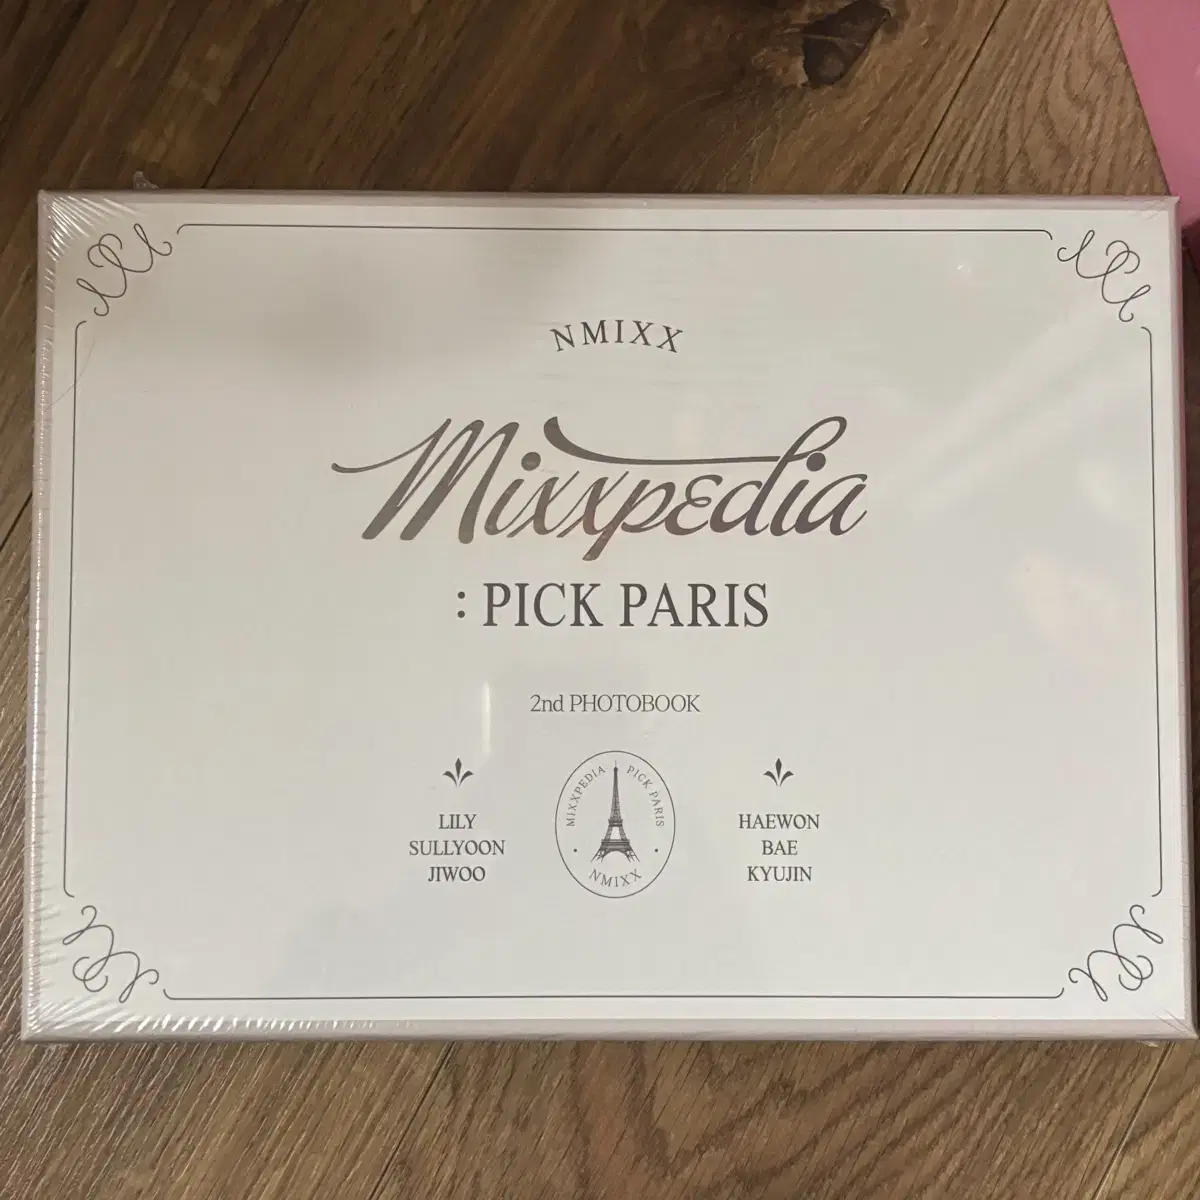 NMIXX
Mixxpedia
: PICK PARIS
2nd PHOTOBOOK
LILY
SULLYOON
JIWOO
MIXXPEDIA PICK PARIS
NMIXX
HAEWON
BAE
KYUJIN